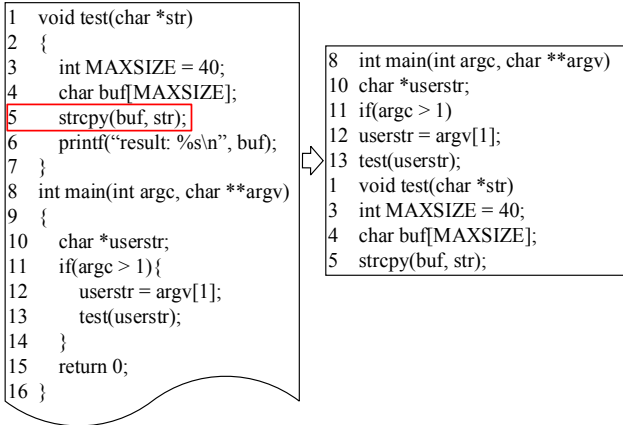 1 void test(char *str)
2 {
3 int MAXSIZE = 40;
4 char buf[MAXSIZE];
5 strcpy(buf, str);
6 printf(“result: %s\n”, buf);
7 }
8 int main(int argc, char **argv)
9 {
10 char *userstr;
11 if(argc > 1){
12 userstr = argv[1];
13 test(userstr);
14 }
15 return 0;
16 }
8 int main(int argc, char **argv)
10 char *userstr;
11 if(argc > 1)
12 userstr = argv[1];
13 test(userstr);
1 void test(char *str)
3 int MAXSIZE = 40;
4 char buf[MAXSIZE];
5 strcpy(buf, str);